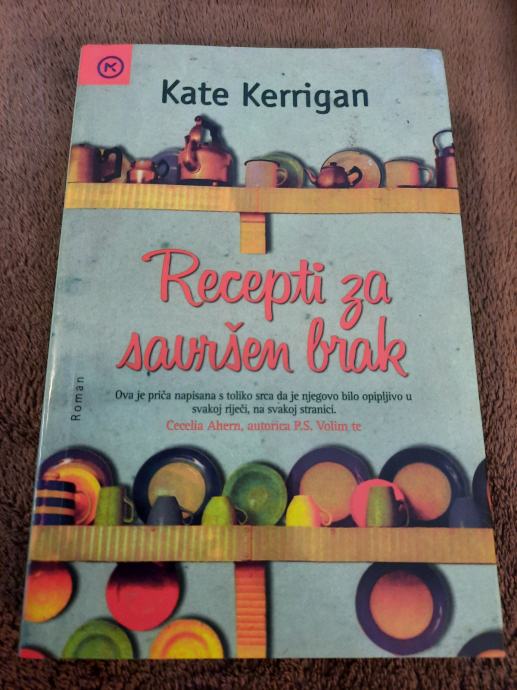 Kate Kerrigan
Recepti za
savršen brak
Roman
Ova je priča napisana s toliko srca da je njegovo bilo opipljivo u
svakoj riječi, na svakoj stranici.
Cecelia Ahern, autorica P.S. Volim te